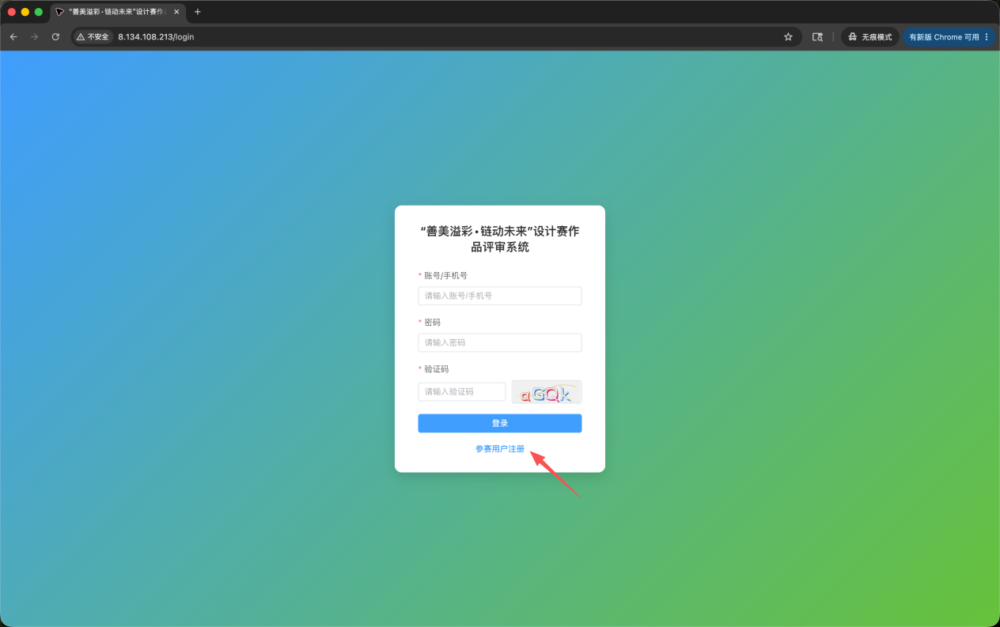 “善美溢彩·链动未来”设计赛作
不安全
8.134.108.213/login
无痕模式
有新版 Chrome 可用
“善美溢彩·链动未来”设计赛作
品评审系统
* 账号/手机号
请输入账号/手机号
* 密码
请输入密码
* 验证码
请输入验证码
aGQk
登录
参赛用户注册